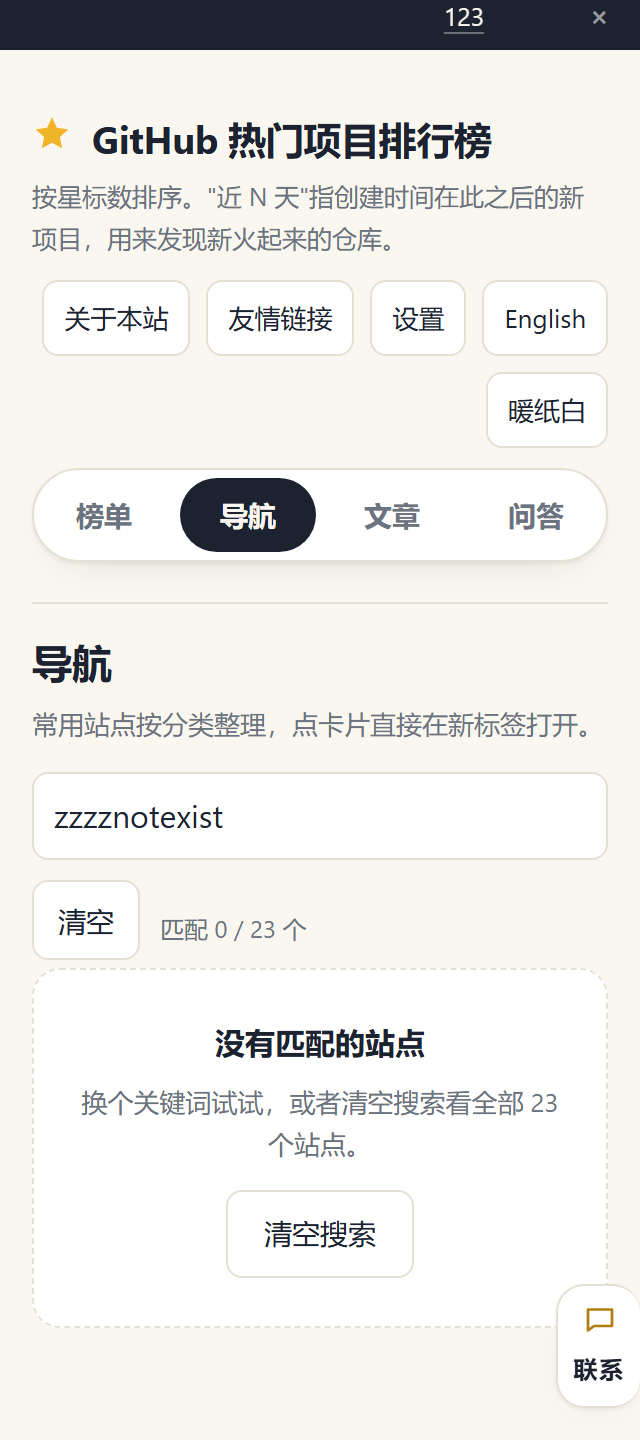 123 ×
GitHub 热门项目排行榜
按星标数排序。"近 N 天"指创建时间在此之后的新
项目，用来发现新火起来的仓库。
关于本站 友情链接 设置 English
暖纸白
榜单 导航 文章 问答
导航
常用站点按分类整理，点卡片直接在新标签打开。
zzzznotexist
清空 匹配 0 / 23 个
没有匹配的站点
换个关键词试试，或者清空搜索看全部 23
个站点。
清空搜索
联系